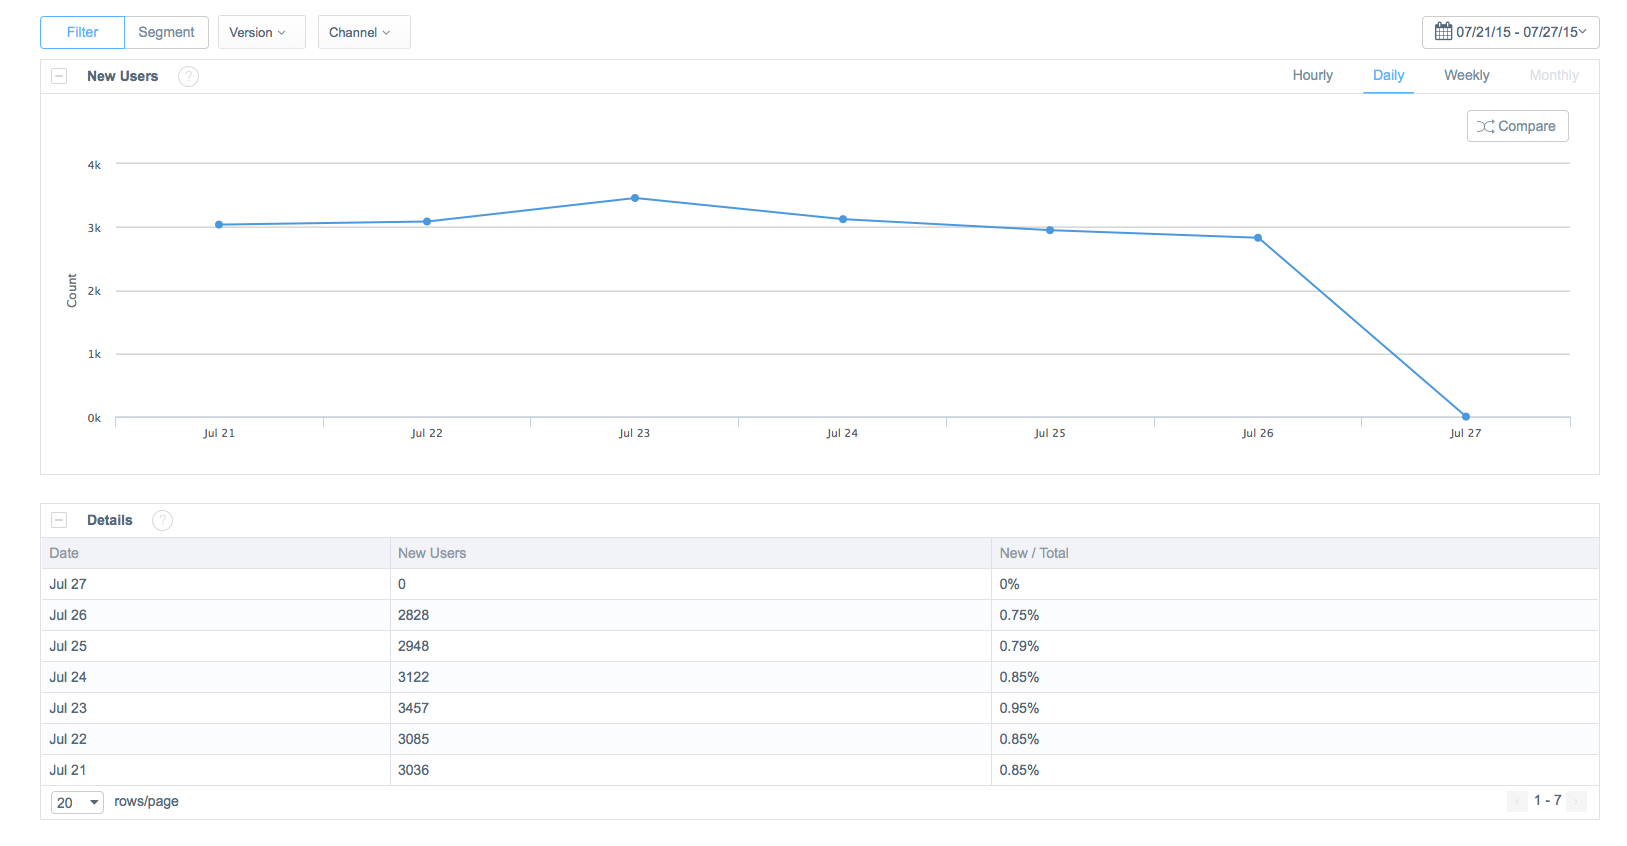 Filter Segment Version Channel 07/21/15 - 07/27/15
New Users ? Hourly Daily Weekly Monthly
Compare
4k
3k
2k
1k
0k
Count
Jul 21 Jul 22 Jul 23 Jul 24 Jul 25 Jul 26 Jul 27
Details ?
Date New Users New / Total
Jul 27 0 0%
Jul 26 2828 0.75%
Jul 25 2948 0.79%
Jul 24 3122 0.85%
Jul 23 3457 0.95%
Jul 22 3085 0.85%
Jul 21 3036 0.85%
20 rows/page 1 - 7